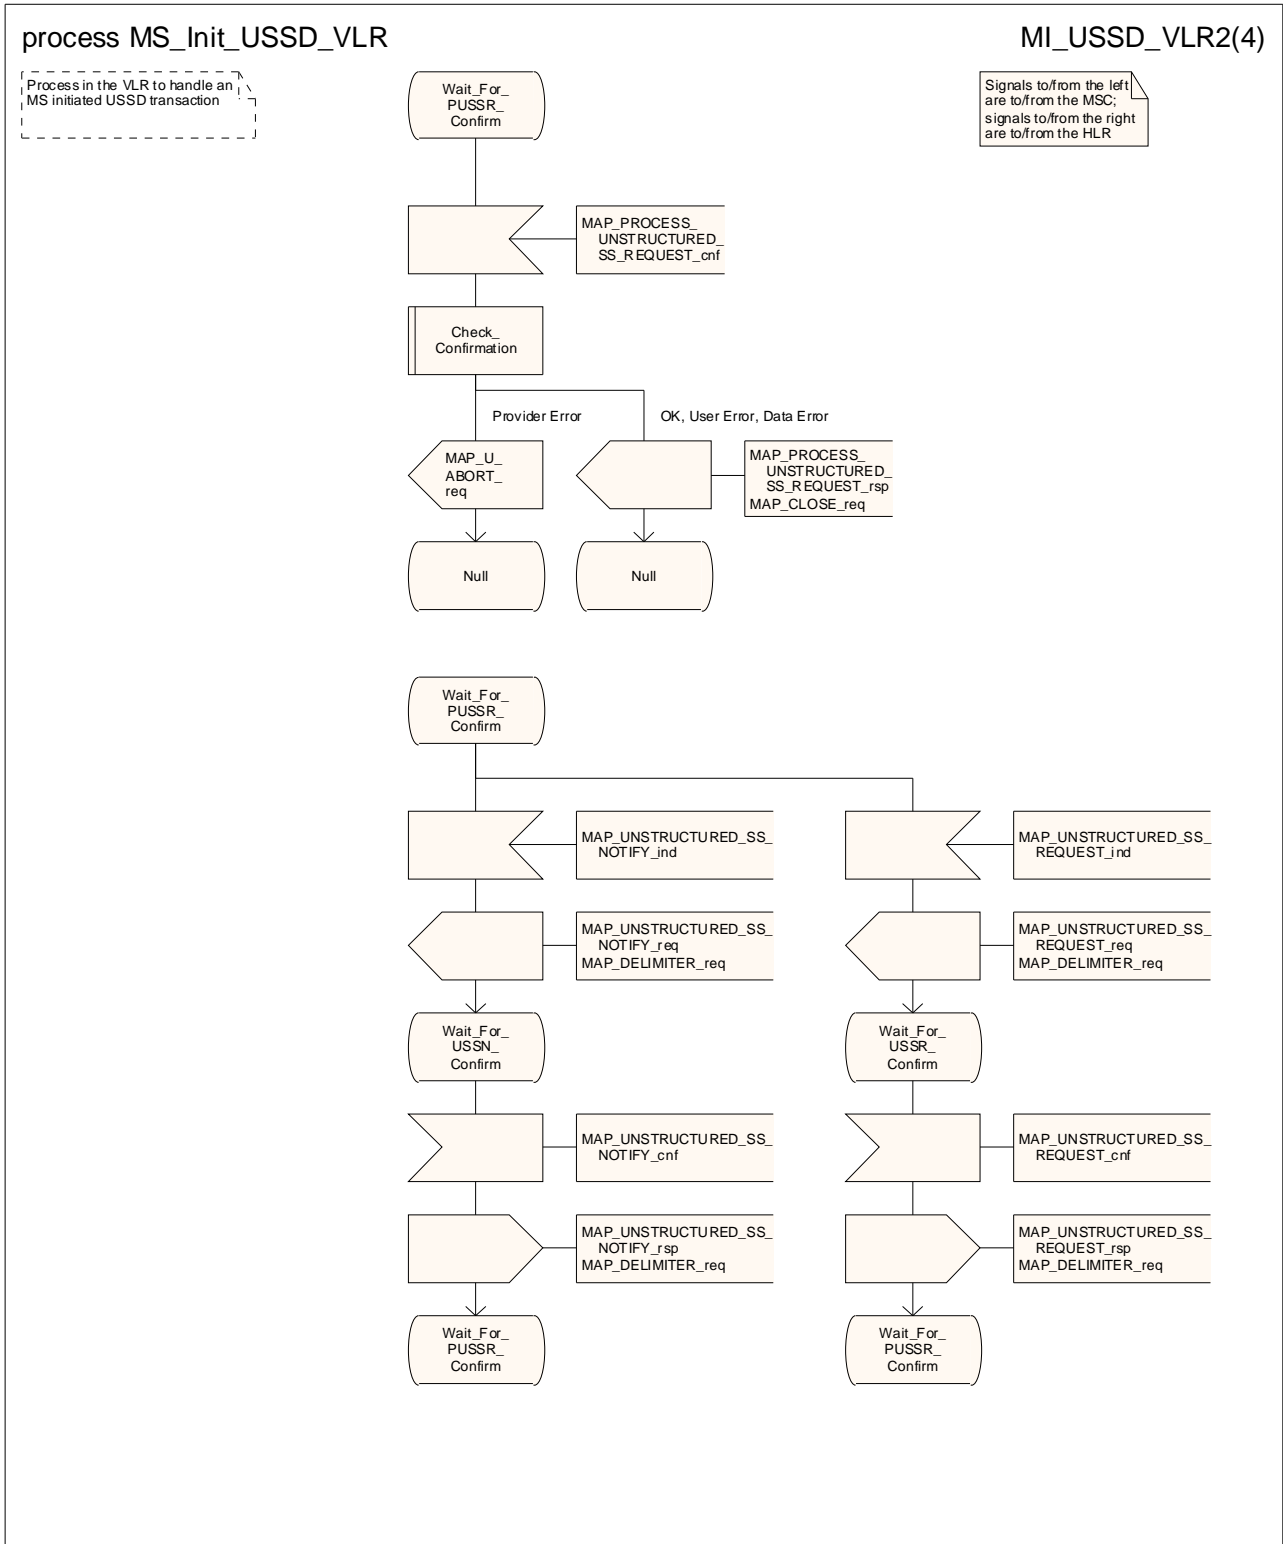 process MS_Init_USSD_VLR
MI_USSD_VLR2(4)
Process in the VLR to handle an
MS initiated USSD transaction
Wait_For_
PUSSR_
Confirm
Signals to/from the left
are to/from the MSC;
signals to/from the right
are to/from the HLR
MAP_PROCESS_
UNSTRUCTURED_
SS_REQUEST_cnf
Check_
Confirmation
Provider Error
OK, User Error, Data Error
MAP_U_
ABORT_
req
MAP_PROCESS_
UNSTRUCTURED_
SS_REQUEST_rsp
MAP_CLOSE_req
Null
Null
Wait_For_
PUSSR_
Confirm
MAP_UNSTRUCTURED_SS_
NOTIFY_ind
MAP_UNSTRUCTURED_SS_
REQUEST_ind
MAP_UNSTRUCTURED_SS_
NOTIFY_req
MAP_DELIMITER_req
MAP_UNSTRUCTURED_SS_
REQUEST_req
MAP_DELIMITER_req
Wait_For_
USSN_
Confirm
Wait_For_
USSR_
Confirm
MAP_UNSTRUCTURED_SS_
NOTIFY_cnf
MAP_UNSTRUCTURED_SS_
REQUEST_cnf
MAP_UNSTRUCTURED_SS_
NOTIFY_rsp
MAP_DELIMITER_req
MAP_UNSTRUCTURED_SS_
REQUEST_rsp
MAP_DELIMITER_req
Wait_For_
PUSSR_
Confirm
Wait_For_
PUSSR_
Confirm